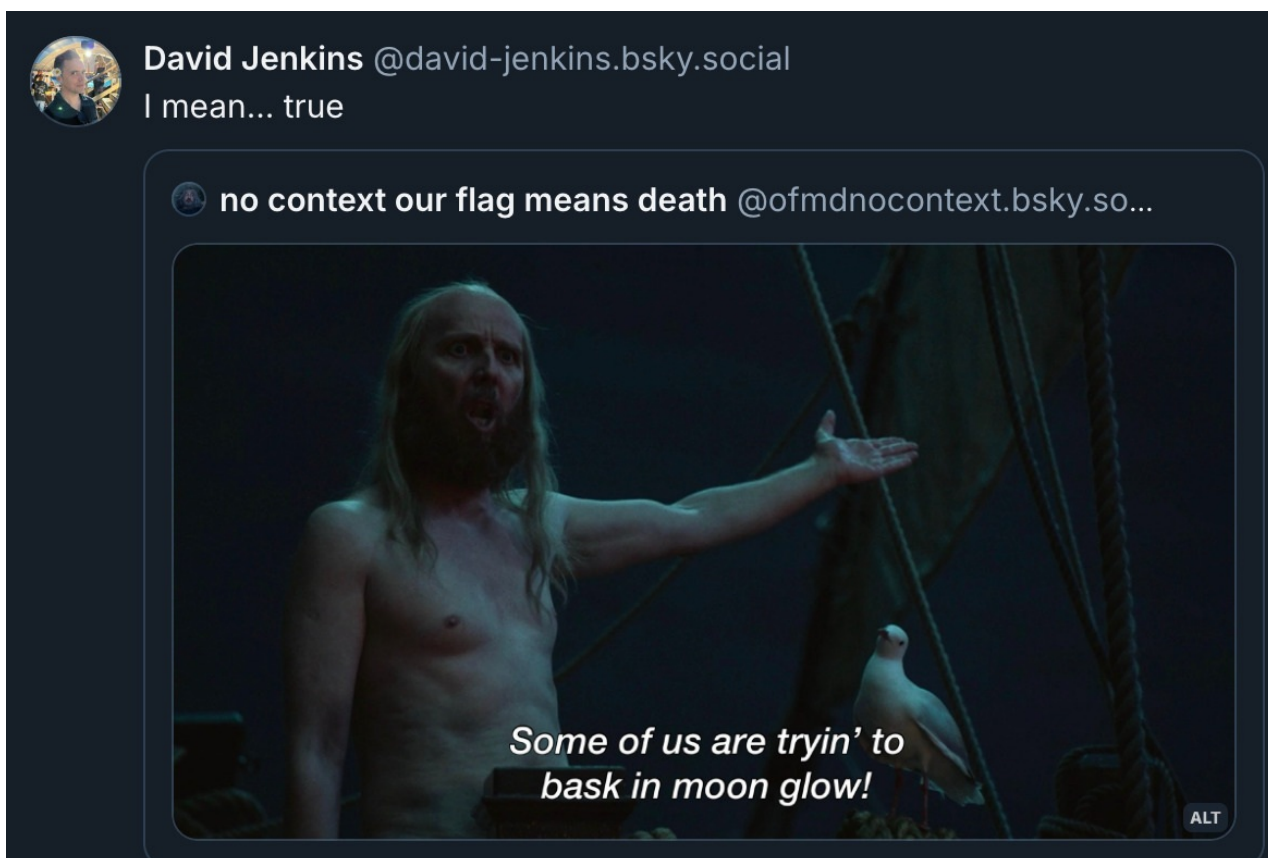 David Jenkins @david-jenkins.bsky.social
I mean... true
no context our flag means death @ofmdnocontext.bsky.so...
Some of us are tryin' to
bask in moon glow!
ALT